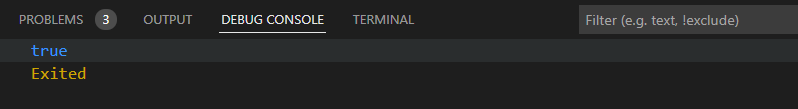 PROBLEMS 3 OUTPUT DEBUG CONSOLE TERMINAL Filter (e.g. text, !exclude)
true
Exited